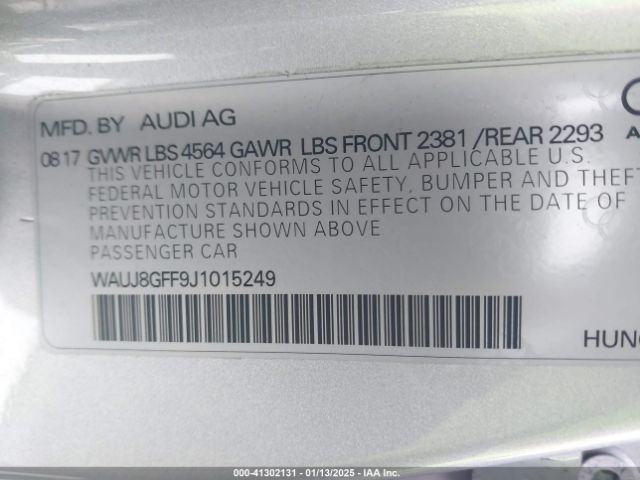 MFD. BY AUDI AG
08 17 GVWR LBS 4564 GAWR LBS FRONT 2381 /REAR 2293
THIS VEHICLE CONFORMS TO ALL APPLICABLE U.S.
FEDERAL MOTOR VEHICLE SAFETY, BUMPER AND THEFT
PREVENTION STANDARDS IN EFFECT ON THE DATE OF
MANUFACTURE SHOWN ABOVE
PASSENGER CAR
WAUJ8GFF9J1015249
000-41302131 - 01/13/2025 - IAA Inc.